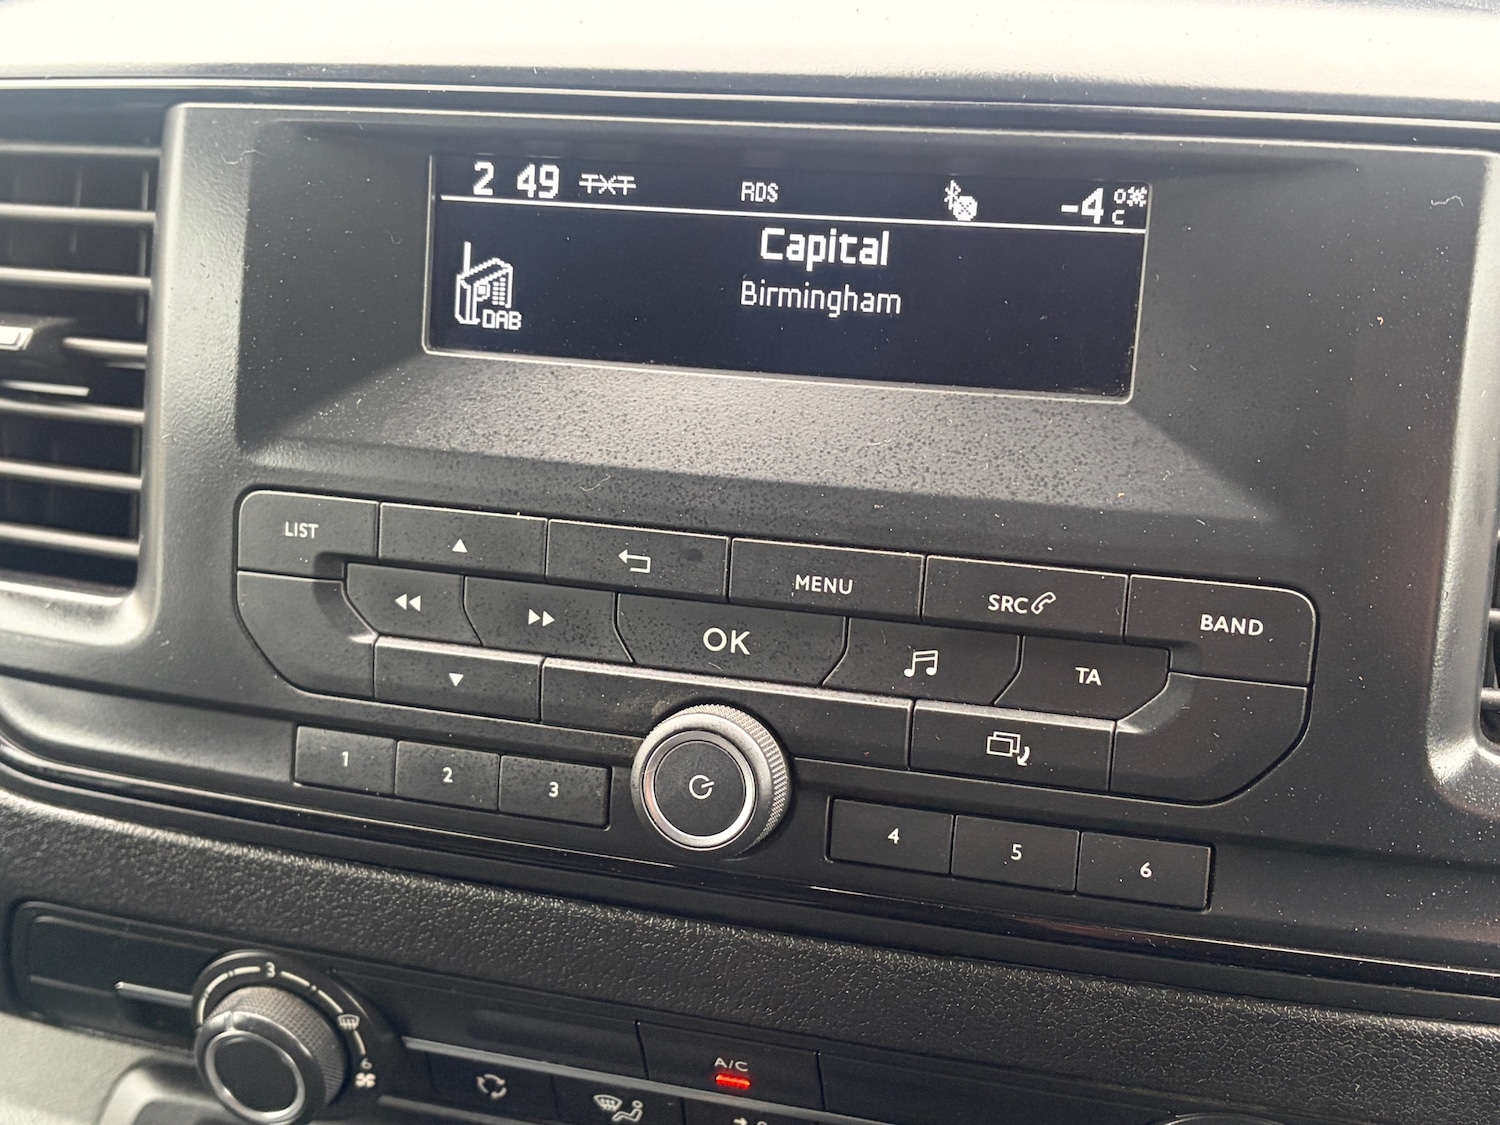 2 49 TXT RDS -4 °C
Capital
Birmingham
DAB
LIST
MENU
SRC
BAND
OK
TA
1 2 3
4 5 6
3
6
A/C